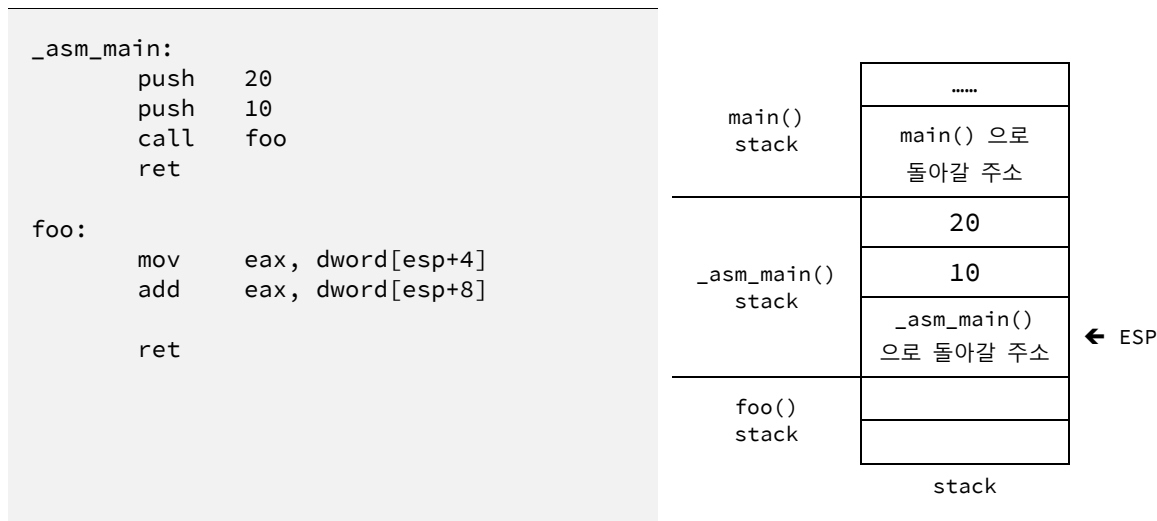 _asm_main:
push 20
push 10
call foo
ret
foo:
mov eax, dword[esp+4]
add eax, dword[esp+8]
ret
……
main()
stack
main() 으로
돌아갈 주소
20
10
_asm_main()
stack
_asm_main()
으로 돌아갈 주소
🡸 ESP
foo()
stack
stack